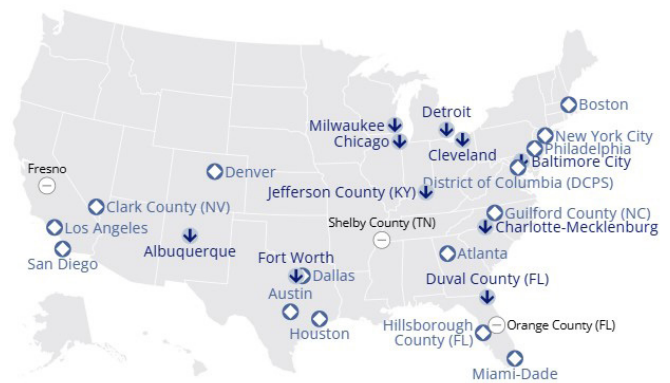 Boston
Detroit
Milwaukee
New York City
Chicago
Philadelphia
Cleveland
Baltimore City
Fresno
Denver
District of Columbia (DCPS)
Jefferson County (KY)
Clark County (NV)
Guilford County (NC)
Shelby County (TN)
Los Angeles
Charlotte-Mecklenburg
Albuquerque
Atlanta
San Diego
Fort Worth
Dallas
Duval County (FL)
Austin
Hillsborough
County (FL)
Orange County (FL)
Houston
Miami-Dade